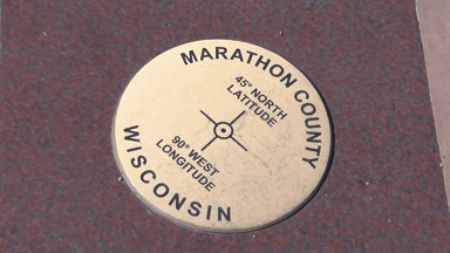 MARATHON COUNTY
45° NORTH
LATITUDE
90° WEST
LONGITUDE
WISCONSIN